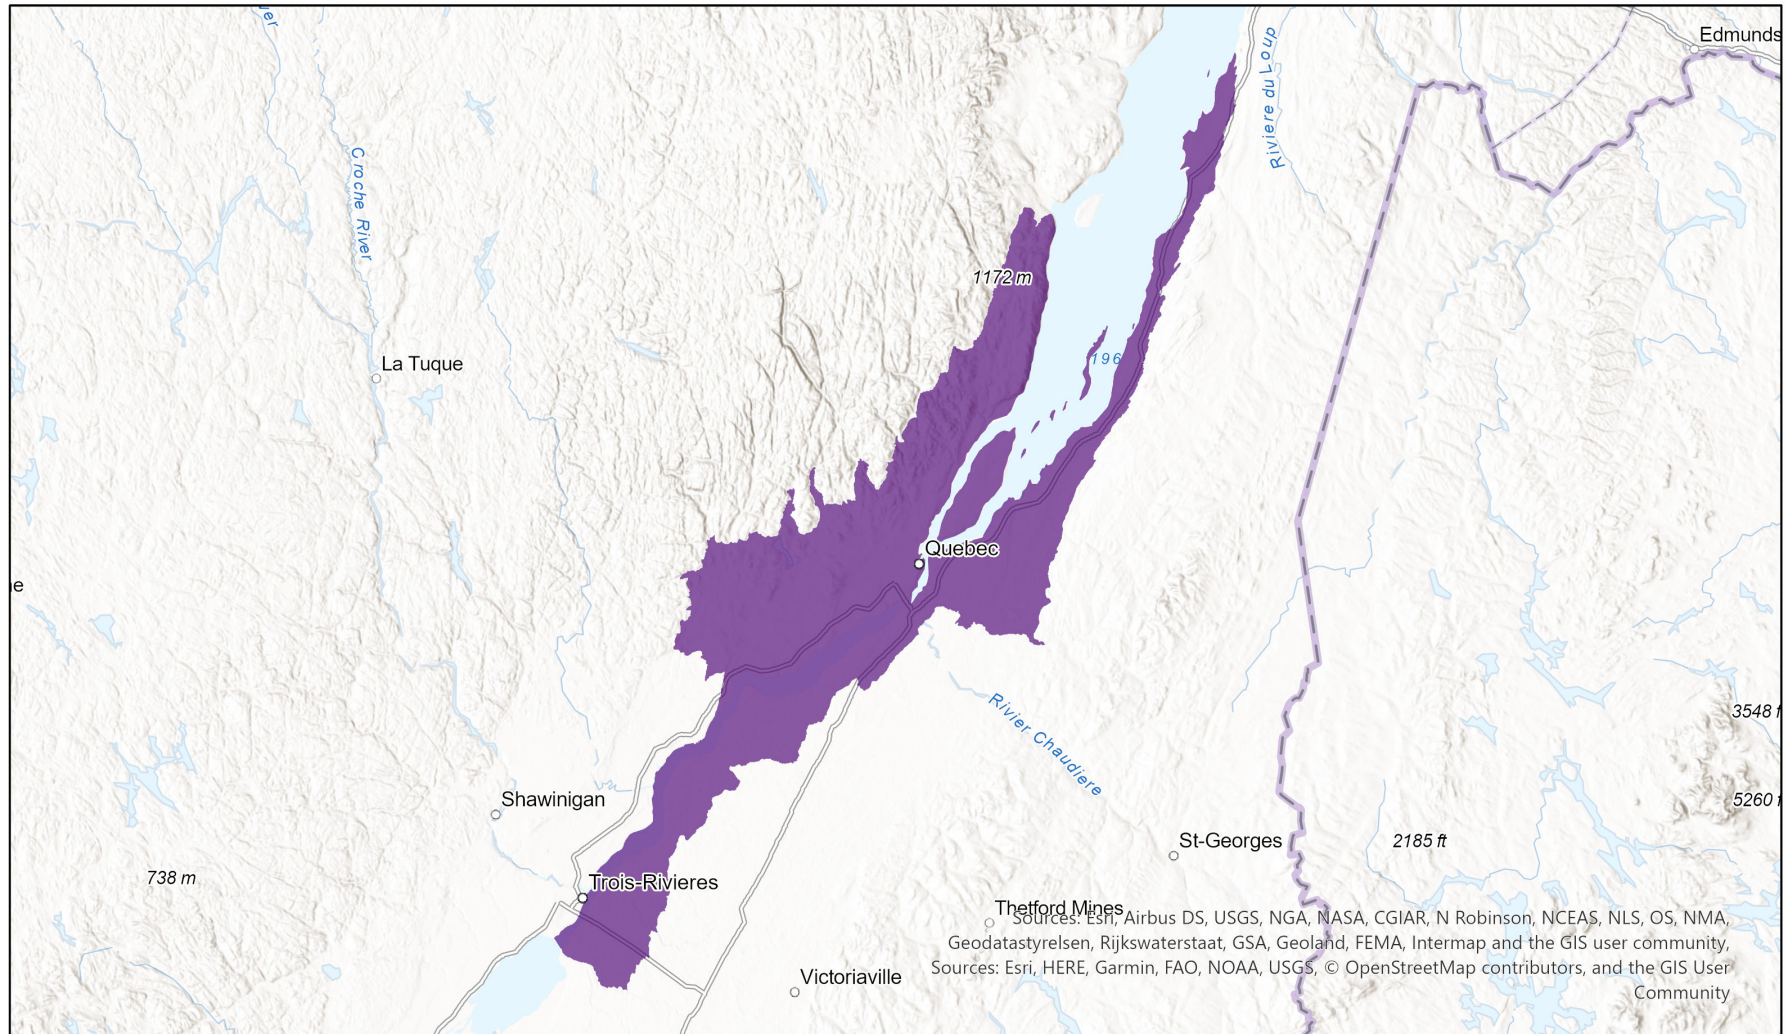 Edmunds
Riviere du Loup
Croche River
1172 m
196
La Tuque
Quebec
Rivier Chaudiere
3548 f
5260 f
Shawinigan
St-Georges
2185 ft
738 m
Trois-Rivieres
Thetford Mines
Sources: Esri, Airbus DS, USGS, NGA, NASA, CGIAR, N Robinson, NCEAS, NLS, OS, NMA,
Geodatastyrelsen, Rijkswaterstaat, GSA, Geoland, FEMA, Intermap and the GIS user community,
Sources: Esri, HERE, Garmin, FAO, NOAA, USGS, © OpenStreetMap contributors, and the GIS User
Community
Victoriaville